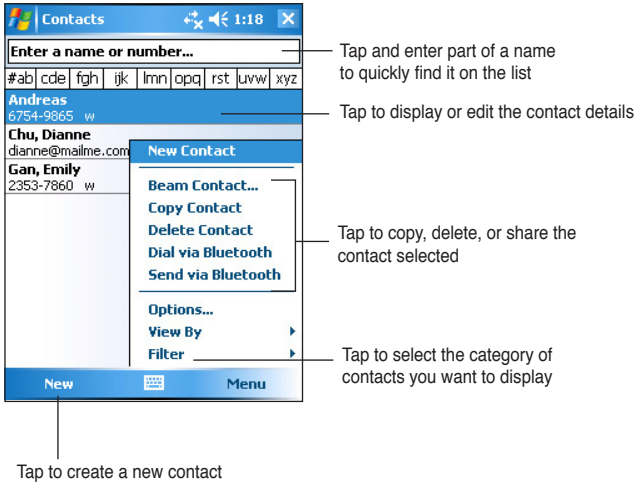 Contacts 1:18
Enter a name or number...
#ab cde fgh ijk lmn opq rst uvw xyz
Andreas
6754-9865 w
Chu, Dianne
dianne@mailme.com
Gan, Emily
2353-7860 w
New Contact
Beam Contact...
Copy Contact
Delete Contact
Dial via Bluetooth
Send via Bluetooth
Options...
View By
Filter
New Menu
Tap and enter part of a name
to quickly find it on the list
Tap to display or edit the contact details
Tap to copy, delete, or share the
contact selected
Tap to select the category of
contacts you want to display
Tap to create a new contact